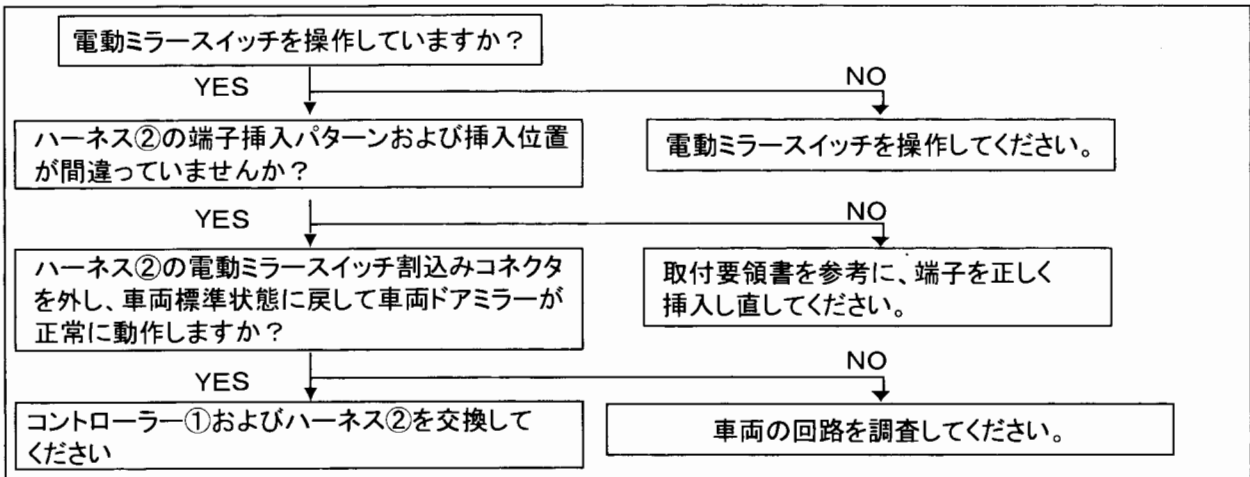 電動ミラースイッチを操作していますか？
YES
NO
ハーネス②の端子挿入パターンおよび挿入位置
が間違っていませんか？
電動ミラースイッチを操作してください。
YES
NO
ハーネス②の電動ミラースイッチ割込みコネクタ
を外し、車両標準状態に戻して車両ドアミラーが
正常に動作しますか？
取付要領書を参考に、端子を正しく
挿入し直してください。
YES
NO
コントローラー①およびハーネス②を交換して
ください
車両の回路を調査してください。